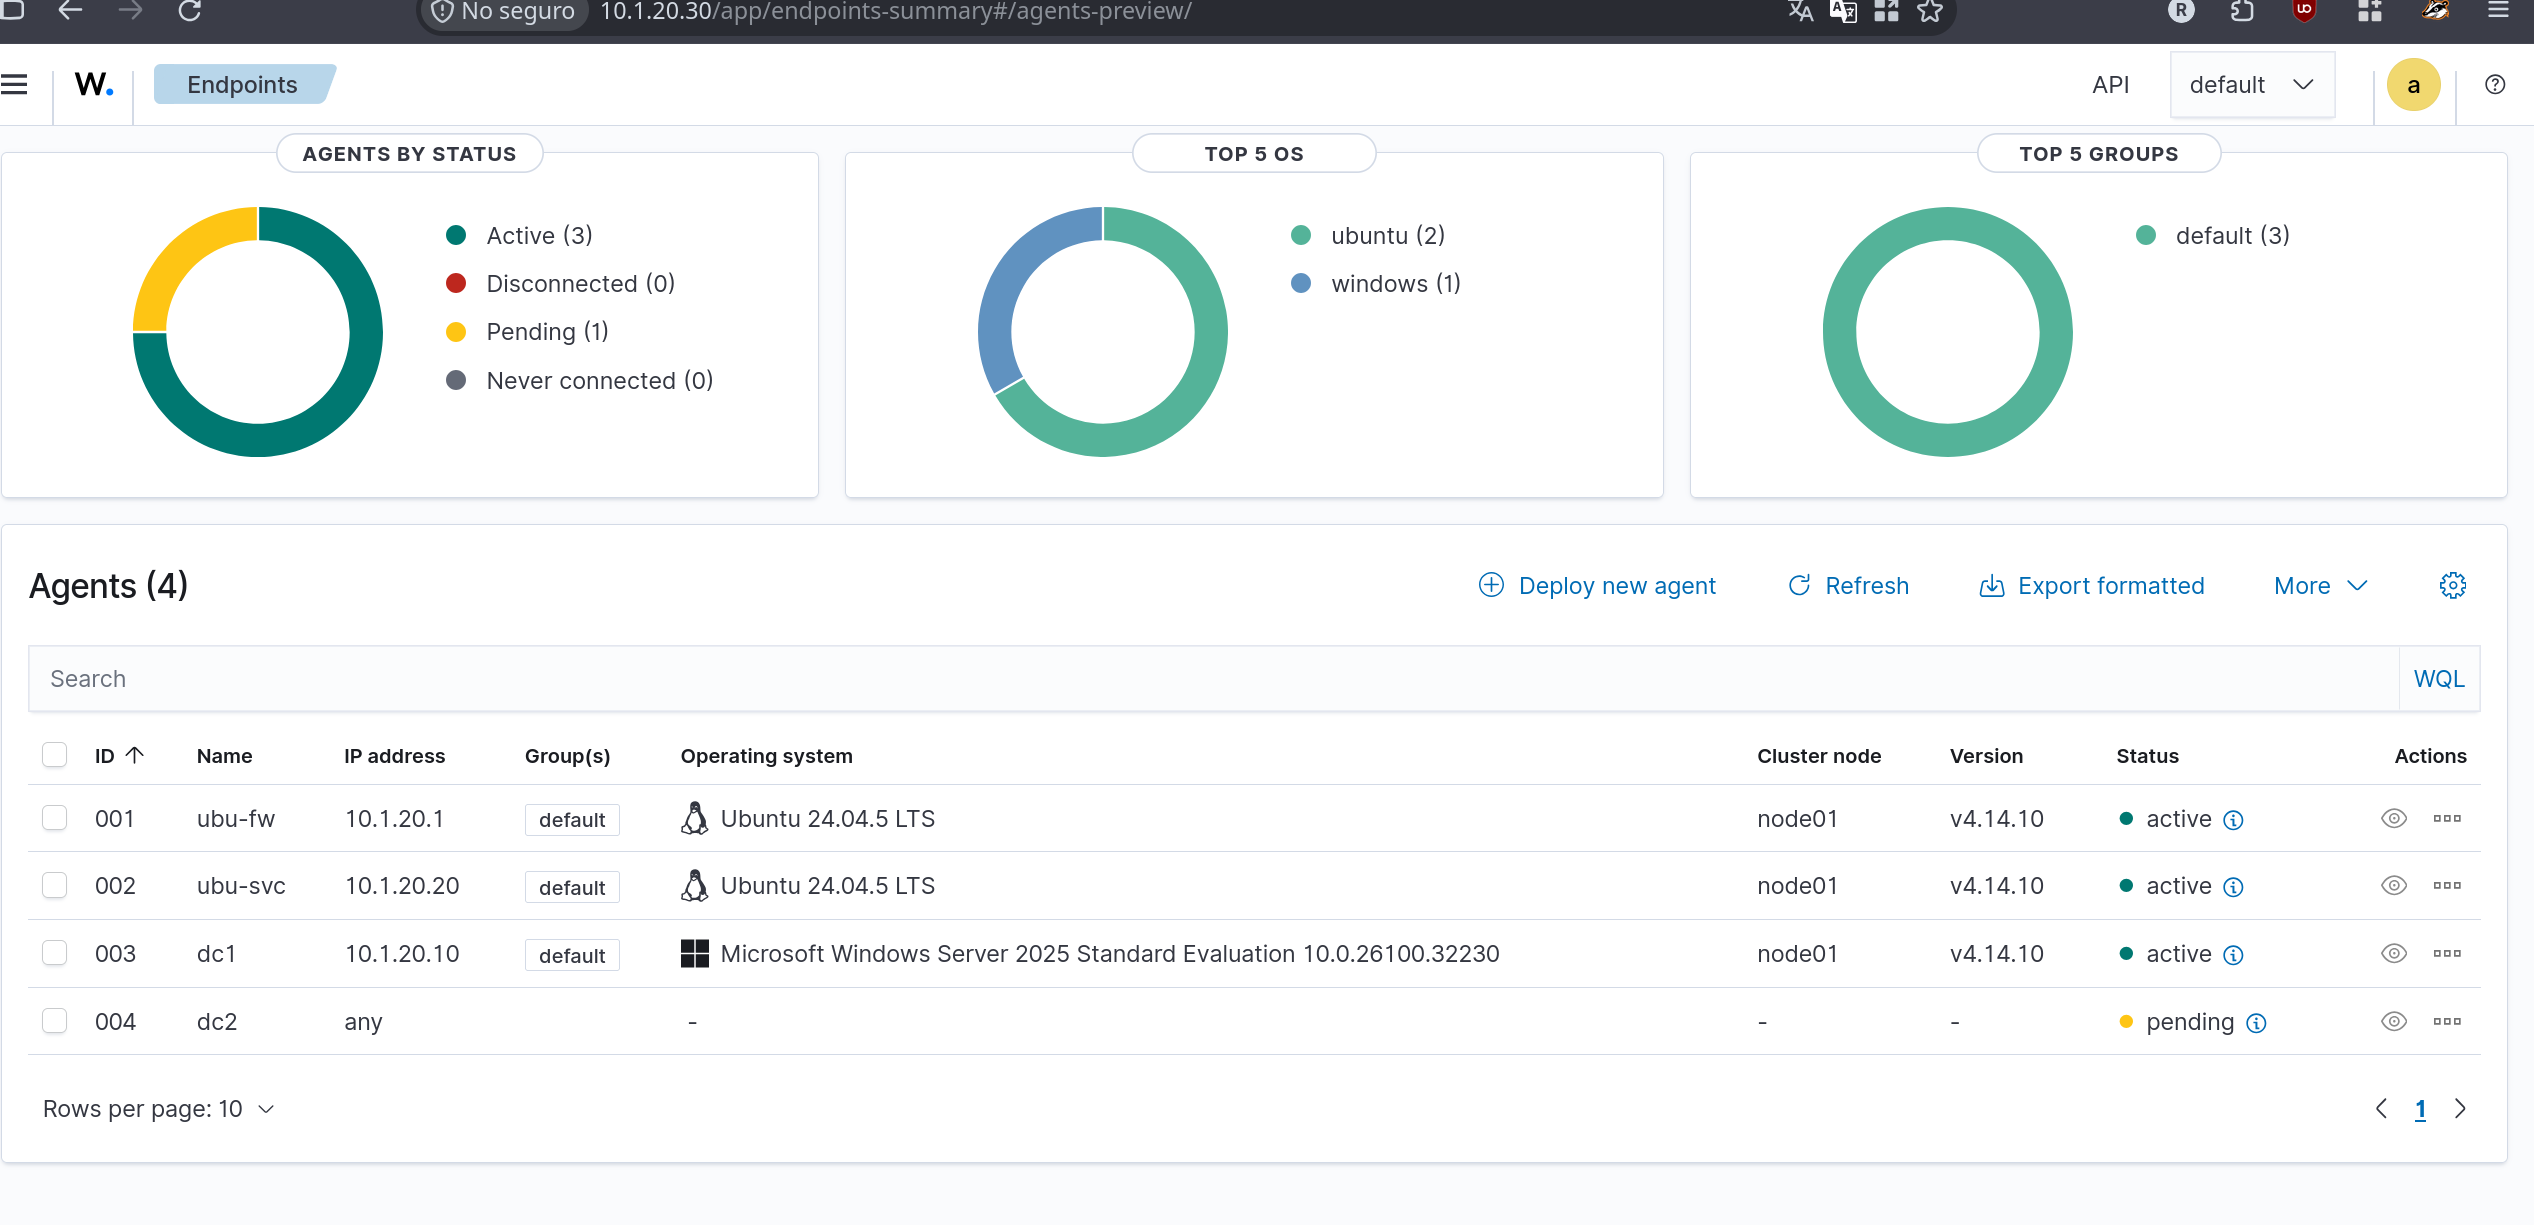 No seguro 10.1.20.30/app/endpoints-summary#/agents-preview/
W. Endpoints API default a
AGENTS BY STATUS
Active (3)
Disconnected (0)
Pending (1)
Never connected (0)
TOP 5 OS
ubuntu (2)
windows (1)
TOP 5 GROUPS
default (3)
Agents (4) Deploy new agent Refresh Export formatted More
Search WQL
ID Name IP address Group(s) Operating system Cluster node Version Status Actions
001 ubu-fw 10.1.20.1 default Ubuntu 24.04.5 LTS node01 v4.14.10 active
002 ubu-svc 10.1.20.20 default Ubuntu 24.04.5 LTS node01 v4.14.10 active
003 dc1 10.1.20.10 default Microsoft Windows Server 2025 Standard Evaluation 10.0.26100.32230 node01 v4.14.10 active
004 dc2 any - - - pending
Rows per page: 10 1